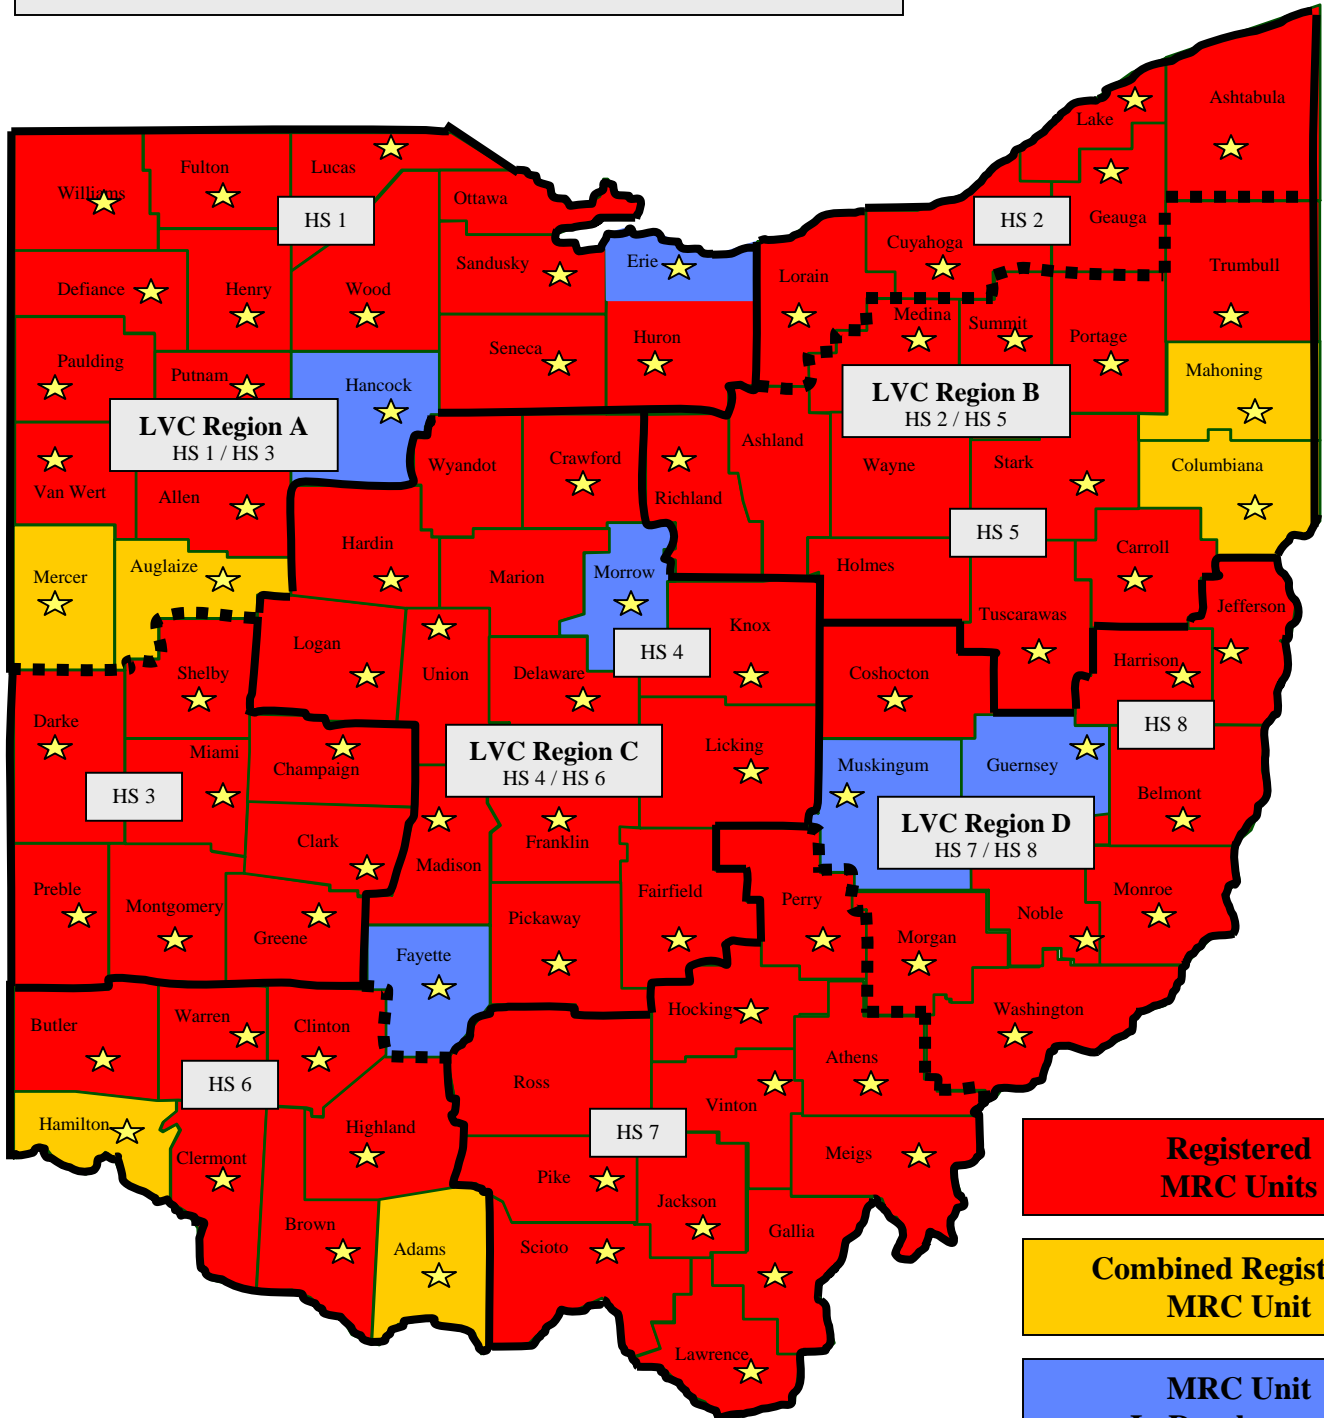 Ashtabula
Lake
Geauga
Cuyahoga
HS 2
Trumbull
Lorain
Medina
Summit
Portage
Mahoning
Columbiana
LVC Region B
HS 2 / HS 5
Ashland
Wayne
Stark
Richland
HS 5
Holmes
Carroll
Tuscarawas
Williams
Fulton
Lucas
HS 1
Ottawa
Sandusky
Erie
Defiance
Henry
Wood
Seneca
Huron
Paulding
Putnam
Hancock
LVC Region A
HS 1 / HS 3
Van Wert
Allen
Mercer
Auglaize
Shelby
Darke
Miami
HS 3
Champaign
Clark
Preble
Montgomery
Greene
Wyandot
Crawford
Hardin
Marion
Morrow
Knox
HS 4
Logan
Union
Delaware
LVC Region C
HS 4 / HS 6
Licking
Madison
Franklin
Fairfield
Pickaway
Fayette
Butler
Warren
Clinton
HS 6
Hamilton
Clermont
Highland
Brown
Adams
Jefferson
Harrison
Coshocton
HS 8
Muskingum
Guernsey
Belmont
LVC Region D
HS 7 / HS 8
Perry
Morgan
Noble
Monroe
Washington
Hocking
Athens
Ross
Vinton
HS 7
Meigs
Pike
Jackson
Scioto
Gallia
Lawrence
Registered
MRC Units
Combined Regist
MRC Unit
MRC Unit